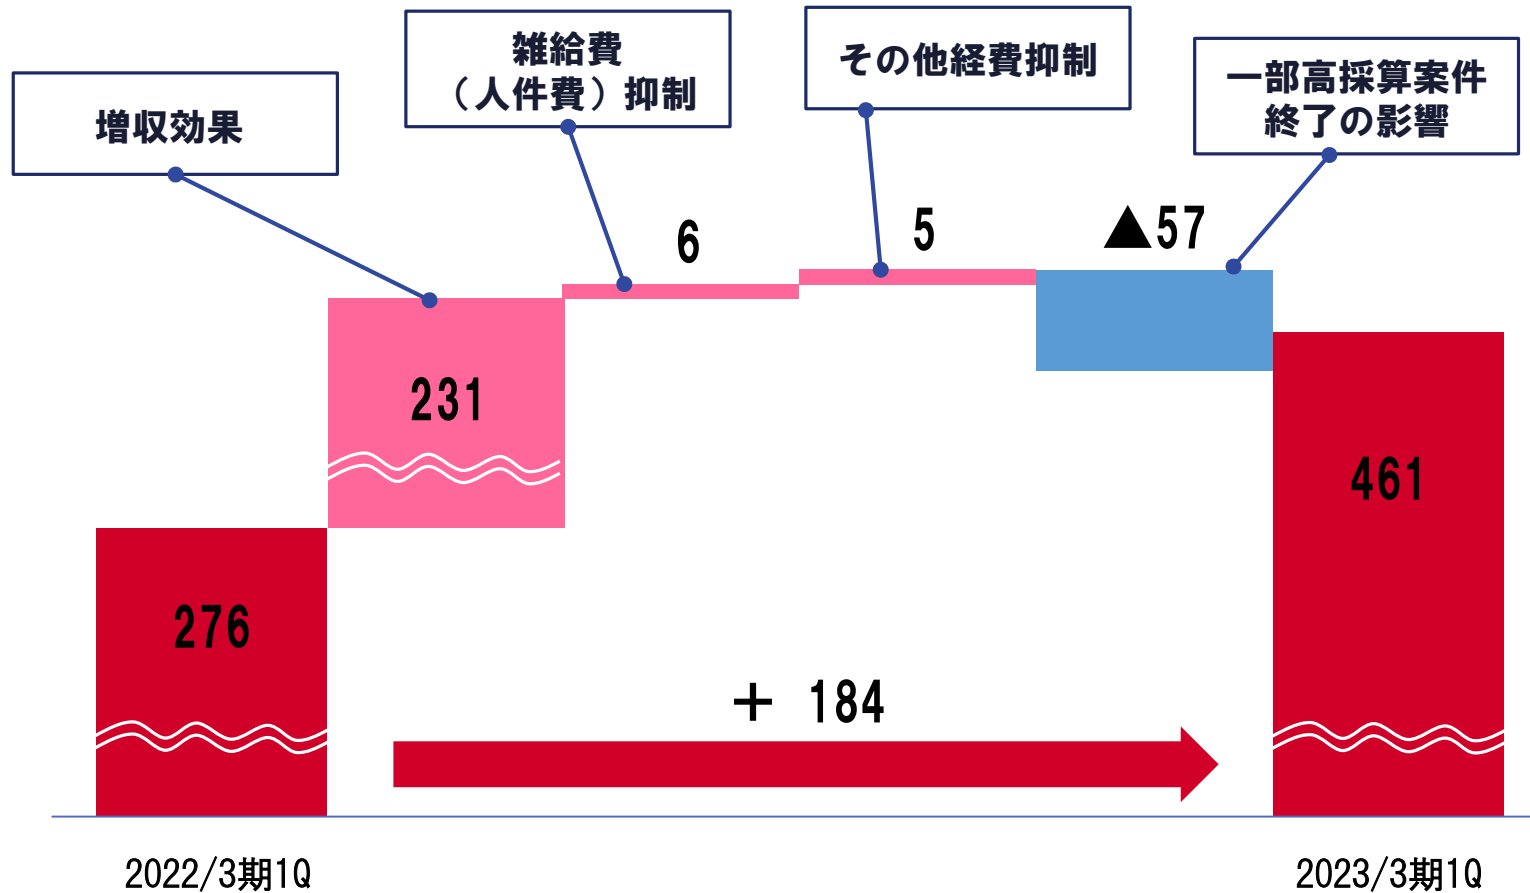 増収効果
雑給費
（人件費）抑制
その他経費抑制
一部高採算案件
終了の影響
6
5
▲57
231
461
276
＋ 184
2022/3期1Q
2023/3期1Q